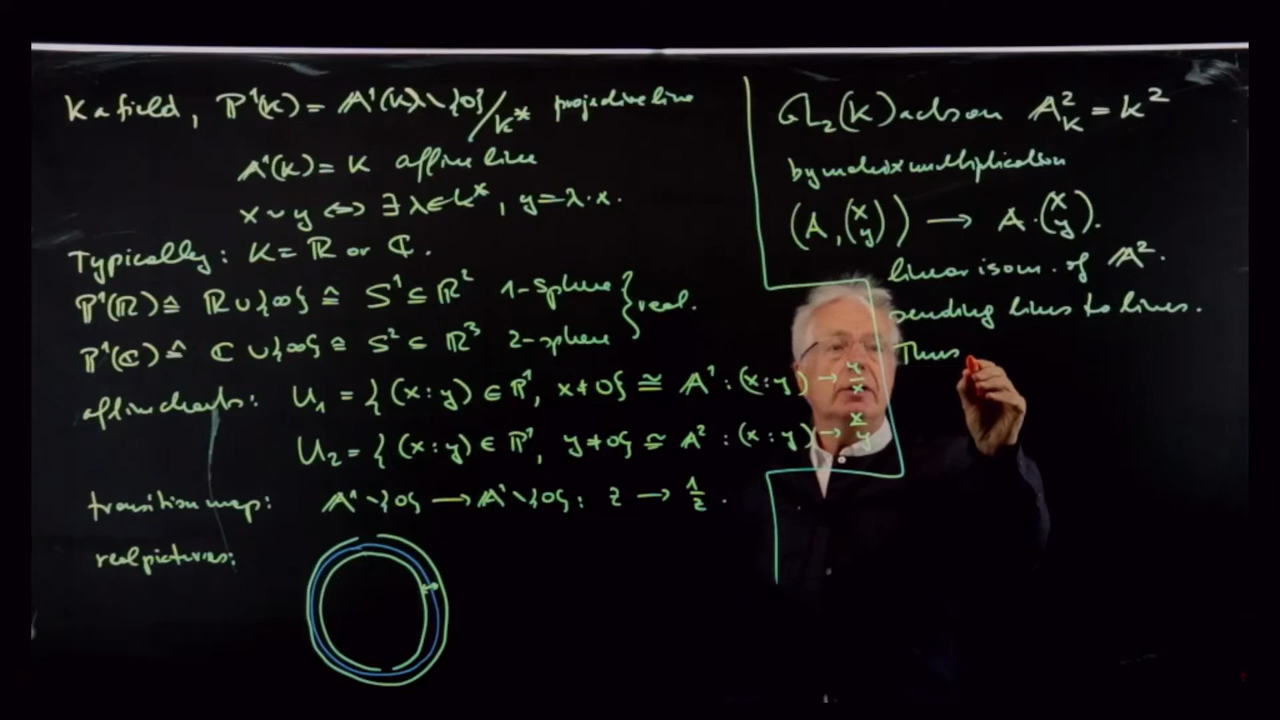 K a field, P¹(K) = A¹(K)\{0}/K* projective line
A¹(K) = K affine line
x ~ y ⇔ ∃ λ ∈ K*, y = λ·x.
Typically: K = ℝ or ℂ.
P¹(ℝ) ≙ ℝ ∪ {∞} ≙ S¹ ⊆ ℝ² 1-sphere
P¹(ℂ) ≙ ℂ ∪ {∞} ≅ S² ⊆ ℝ³ 2-sphere } real.
affine charts: U₁ = { (x:y) ∈ P¹, x≠0} ≅ A¹ : (x:y) → y/x
U₂ = { (x:y) ∈ P¹, y≠0} ≅ A² : (x:y) → x/y
transition map: A¹\{0} → A¹\{0}: z → 1/z.
real pictures:
GL₂(K) acts on A²_K = K²
by matrix multiplication
(A, (x y)) → A·(x y).
linear isom. of A².
sending lines to lines.
Thus